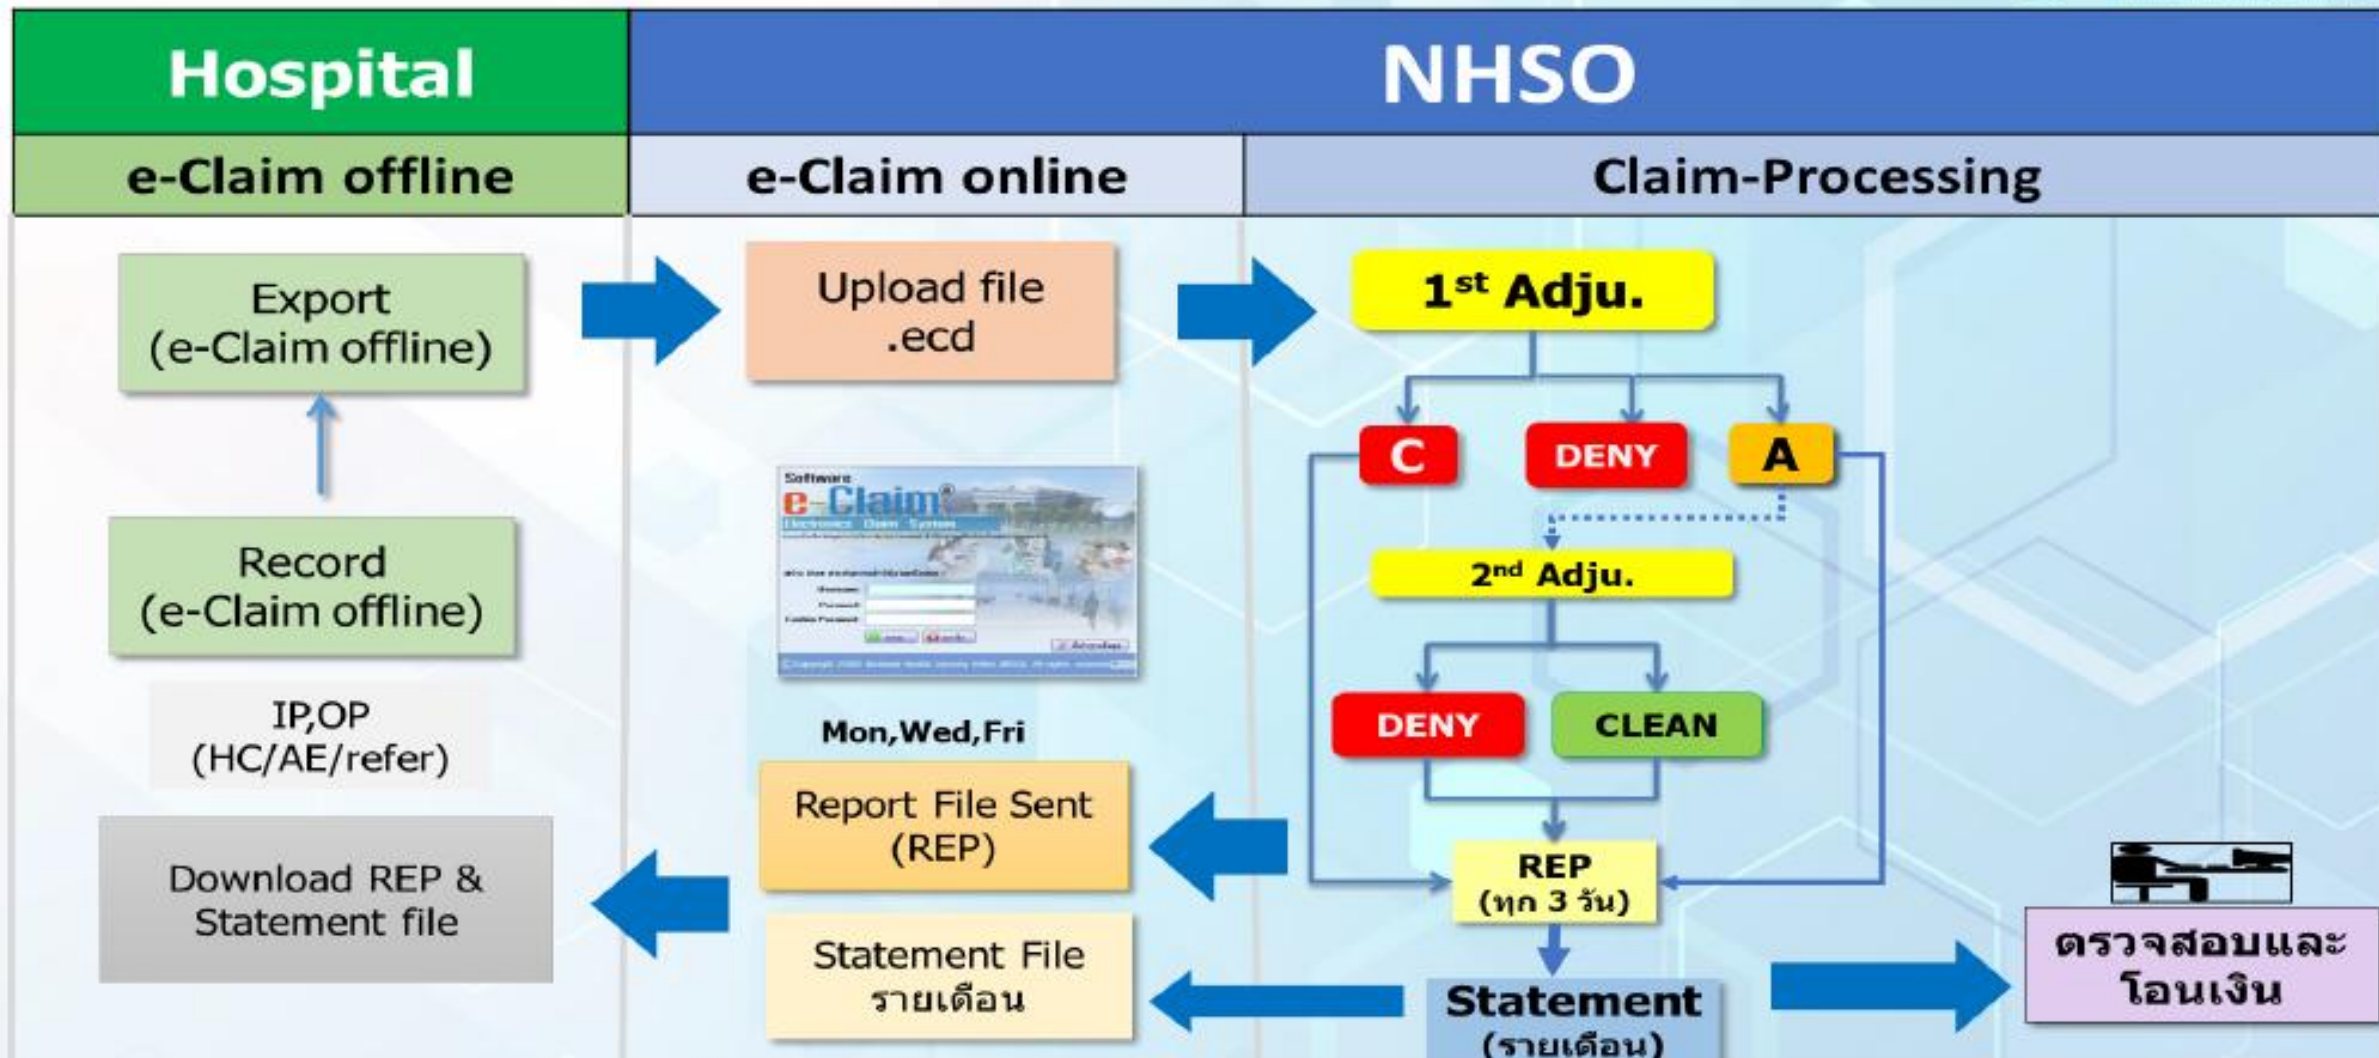 Hospital
NHSO
e-Claim offline
e-Claim online
Claim-Processing
Export
(e-Claim offline)
Record
(e-Claim offline)
IP,OP
(HC/AE/refer)
Download REP &
Statement file
Upload file
.ecd
Software
e-Claim
Electronics Claim System
Mon,Wed,Fri
Report File Sent
(REP)
Statement File
รายเดือน
1st Adju.
C
DENY
A
2nd Adju.
DENY
CLEAN
REP
(ทุก 3 วัน)
Statement
(รายเดือน)
ตรวจสอบและ
โอนเงิน